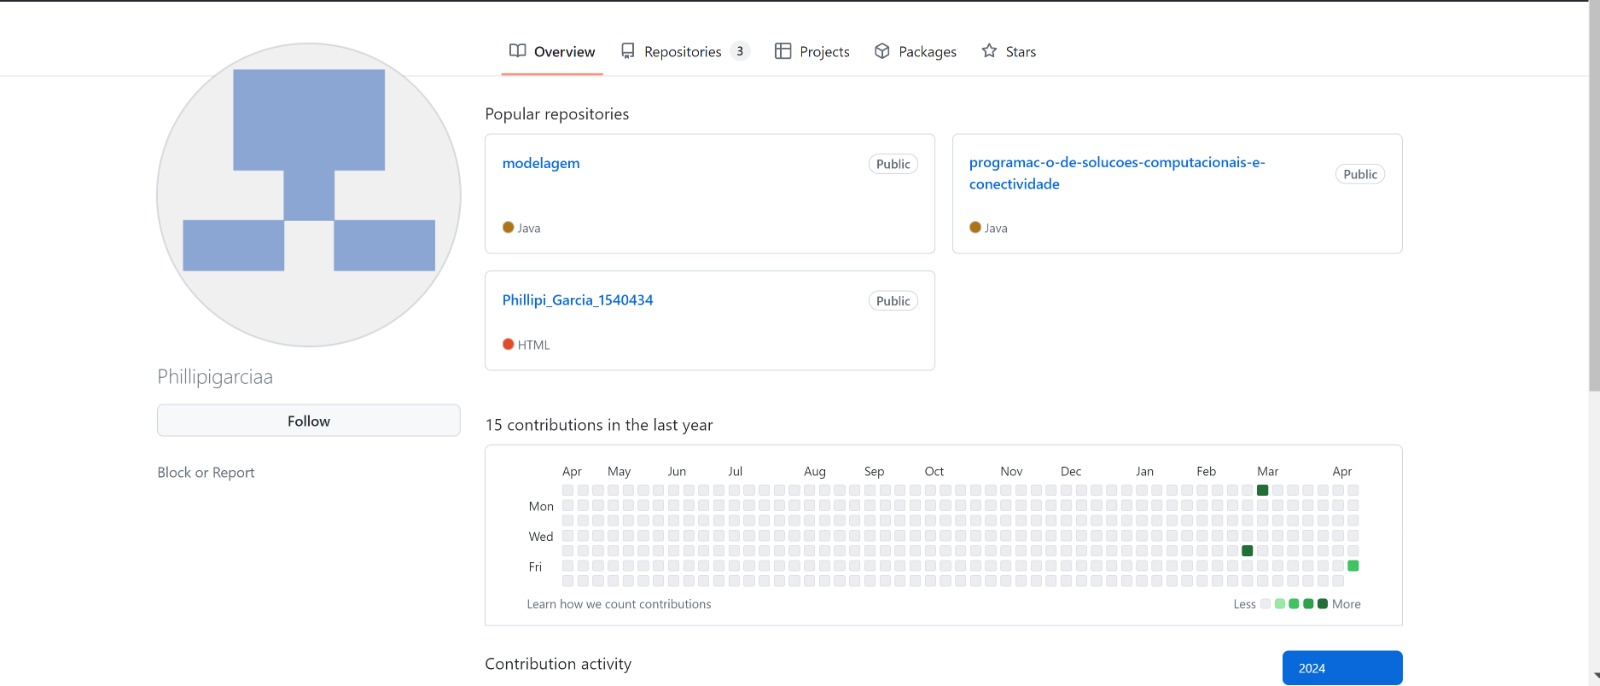 Overview Repositories 3 Projects Packages Stars
Popular repositories
modelagem Public
Java
programac-o-de-solucoes-computacionais-e-
conectividade Public
Java
Phillipi_Garcia_1540434 Public
HTML
Phillipigarciaa
Follow
Block or Report
15 contributions in the last year
Apr May Jun Jul Aug Sep Oct Nov Dec Jan Feb Mar Apr
Mon
Wed
Fri
Learn how we count contributions Less More
Contribution activity 2024